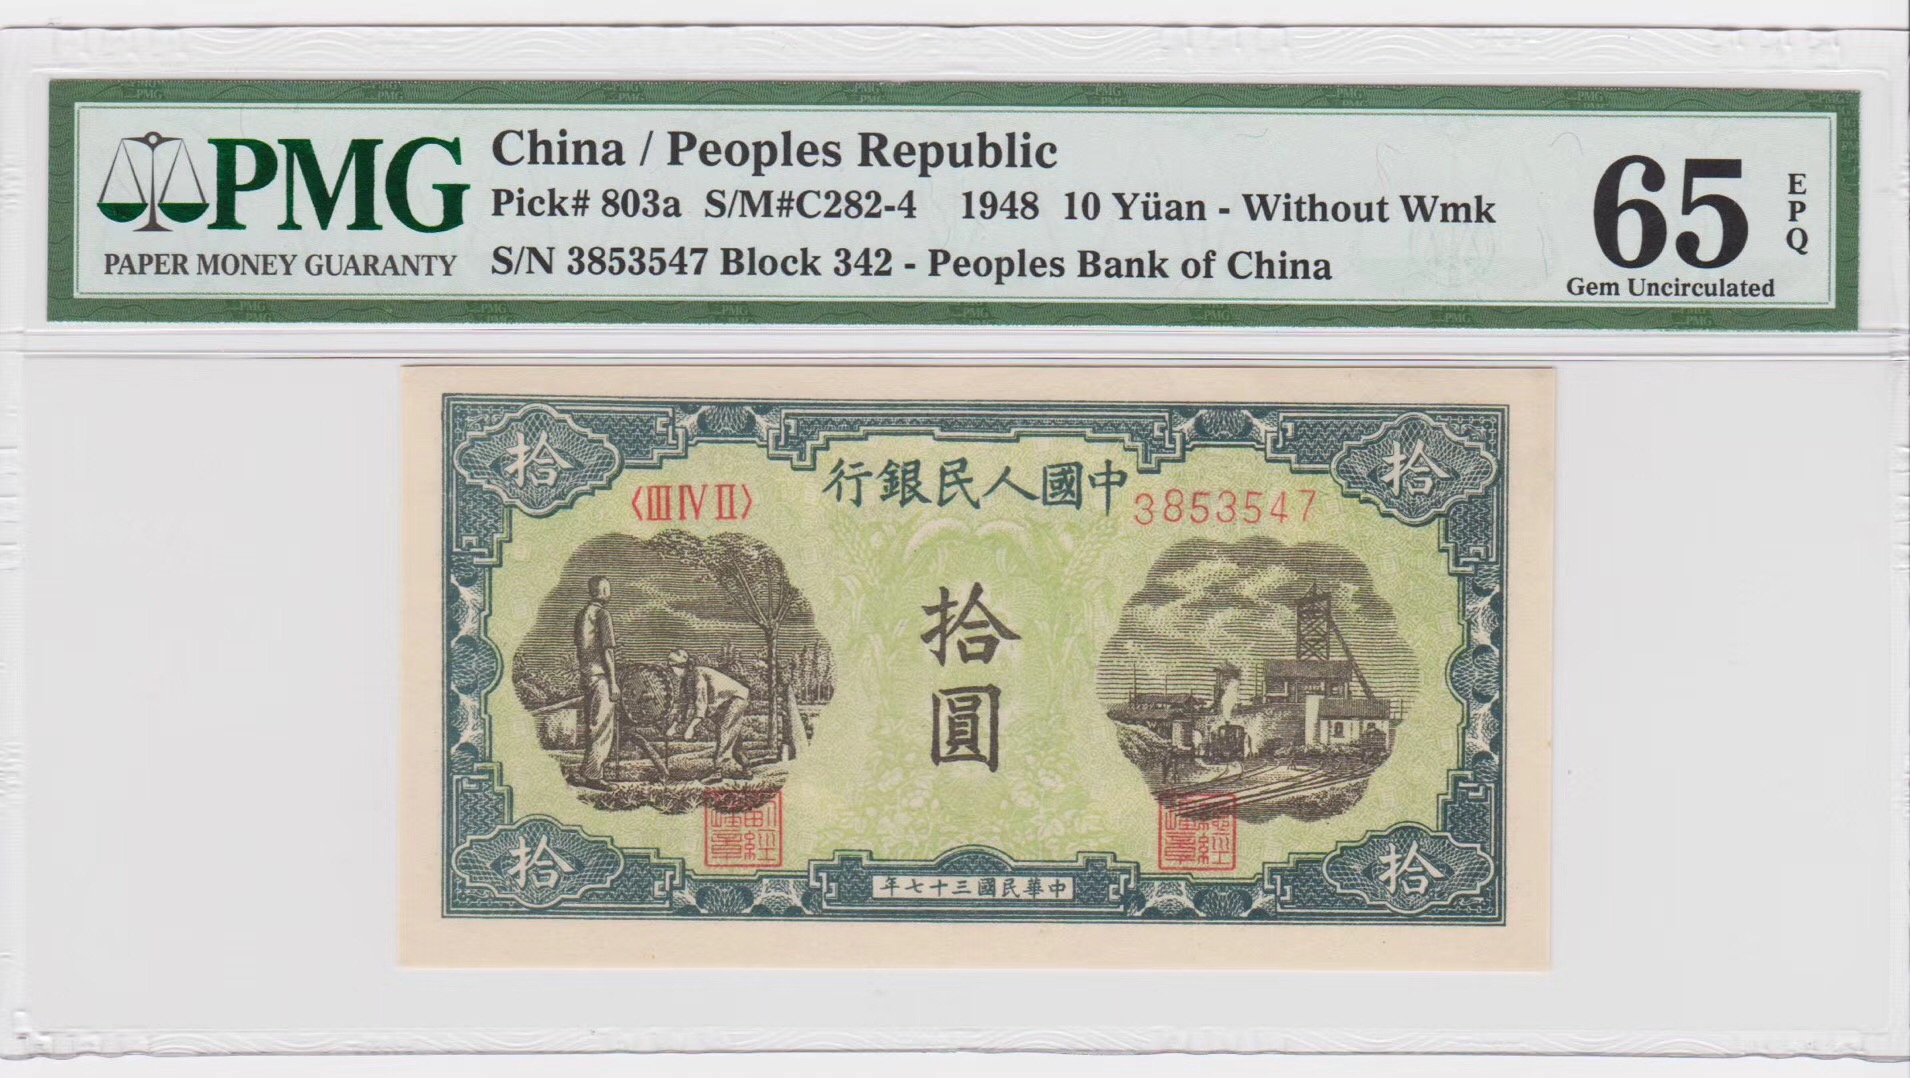 PMG
PAPER MONEY GUARANTY
China / Peoples Republic
Pick# 803a S/M#C282-4 1948 10 Yüan - Without Wmk
S/N 3853547 Block 342 - Peoples Bank of China
65
EPQ
Gem Uncirculated
拾
拾
行銀民人國中
〈III IV II〉
3853547
拾
圓
拾
拾
年七十三國民華中